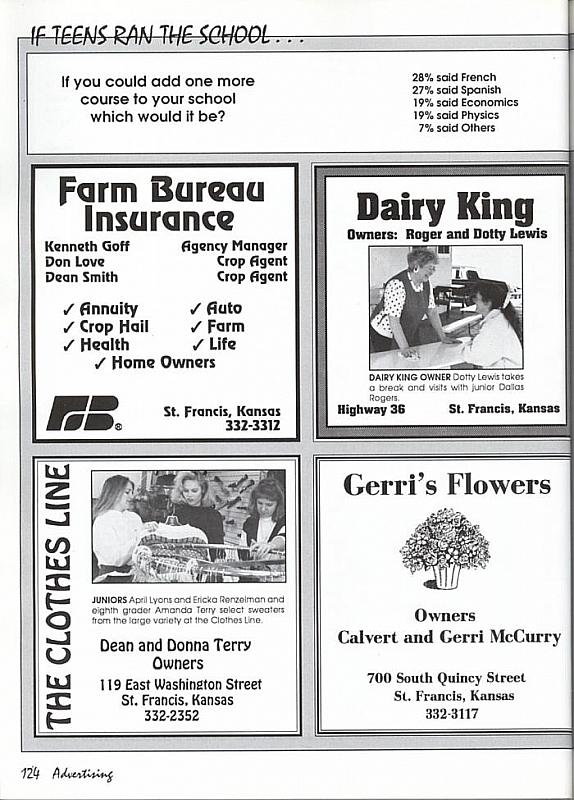 IF TEENS RAN THE SCHOOL...
If you could add one more
course to your school
which would it be?
28% said French
27% said Spanish
19% said Economics
19% said Physics
7% said Others
Farm Bureau
Insurance
Kenneth Goff Agency Manager
Don Love Crop Agent
Dean Smith Crop Agent
✓ Annuity ✓ Auto
✓ Crop Hail ✓ Farm
✓ Health ✓ Life
✓ Home Owners
FB®
St. Francis, Kansas
332-3312
Dairy King
Owners: Roger and Dotty Lewis
DAIRY KING OWNER Dotty Lewis takes
a break and visits with junior Dallas
Rogers.
Highway 36 St. Francis, Kansas
THE CLOTHES LINE
JUNIORS April Lyons and Ericka Renzelman and
eighth grader Amanda Terry select sweaters
from the large variety at the Clothes Line.
Dean and Donna Terry
Owners
119 East Washington Street
St. Francis, Kansas
332-2352
Gerri's Flowers
Owners
Calvert and Gerri McCurry
700 South Quincy Street
St. Francis, Kansas
332-3117
124 Advertising